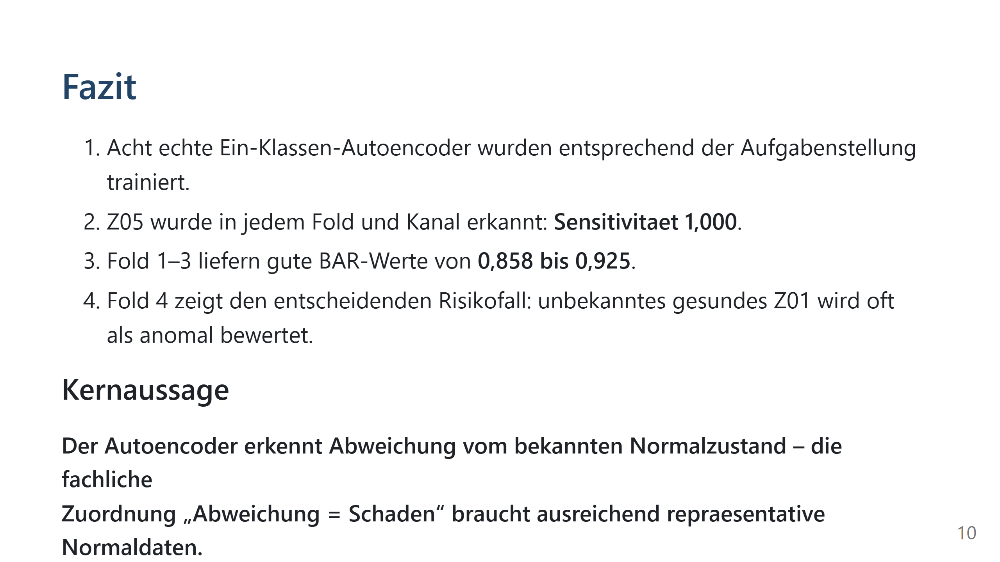 Fazit
1. Acht echte Ein-Klassen-Autoencoder wurden entsprechend der Aufgabenstellung
trainiert.
2. Z05 wurde in jedem Fold und Kanal erkannt: Sensitivitaet 1,000.
3. Fold 1–3 liefern gute BAR-Werte von 0,858 bis 0,925.
4. Fold 4 zeigt den entscheidenden Risikofall: unbekanntes gesundes Z01 wird oft
als anomal bewertet.
Kernaussage
Der Autoencoder erkennt Abweichung vom bekannten Normalzustand – die
fachliche
Zuordnung „Abweichung = Schaden“ braucht ausreichend repraesentative
Normaldaten.
10